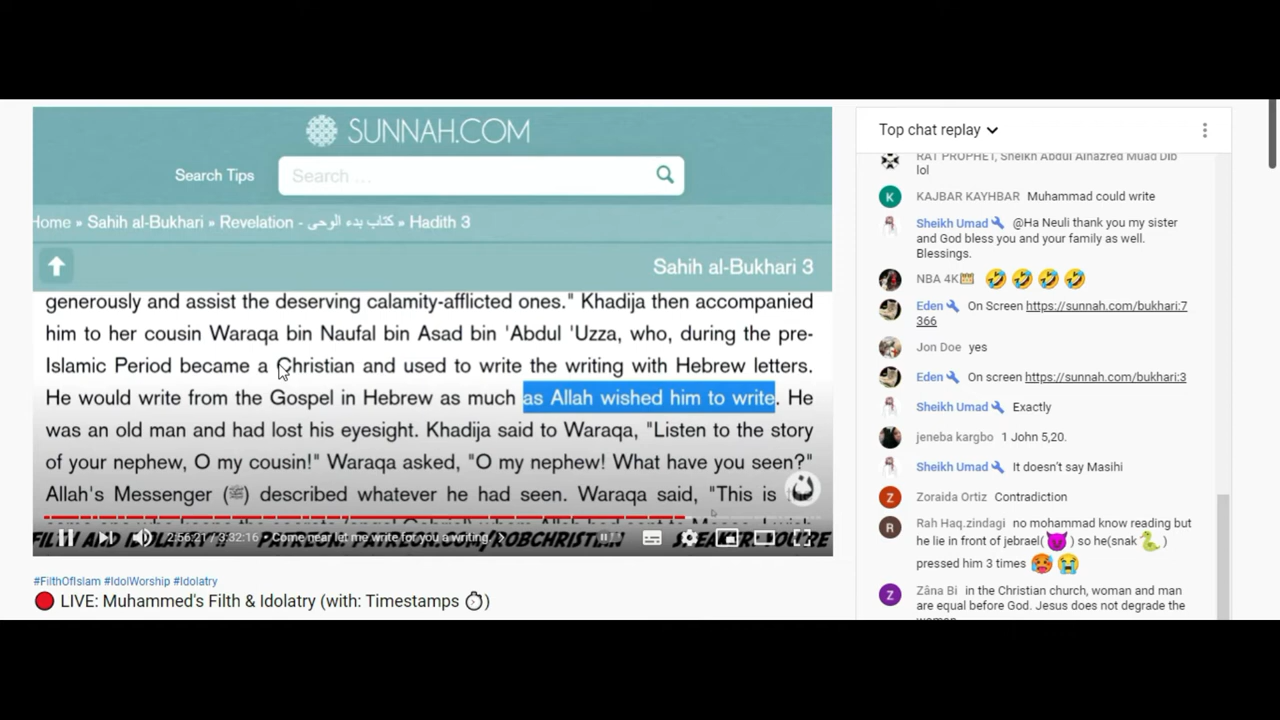 SUNNAH.COM
Search Tips
Search ...
Home » Sahih al-Bukhari » Revelation - كتاب بدء الوحى » Hadith 3
Sahih al-Bukhari 3
generously and assist the deserving calamity-afflicted ones." Khadija then accompanied
him to her cousin Waraqa bin Naufal bin Asad bin 'Abdul 'Uzza, who, during the pre-
Islamic Period became a Christian and used to write the writing with Hebrew letters.
He would write from the Gospel in Hebrew as much as Allah wished him to write. He
was an old man and had lost his eyesight. Khadija said to Waraqa, "Listen to the story
of your nephew, O my cousin!" Waraqa asked, "O my nephew! What have you seen?"
Allah's Messenger (ﷺ) described whatever he had seen. Waraqa said, "This is
ن
2:56:21 / 3:32:16 • Come near let me write for you a writing. >
#FilthOfIslam #IdolWorship #Idolatry
LIVE: Muhammed's Filth & Idolatry (with: Timestamps ⏱)
Top chat replay
RAT PROPHET, Sheikh Abdul Alhazred Muad Dib
lol
K KAJBAR KAYHBAR Muhammad could write
Sheikh Umad @Ha Neuli thank you my sister
and God bless you and your family as well.
Blessings.
NBA 4K 🤣🤣🤣🤣
Eden On Screen https://sunnah.com/bukhari:7
366
Jon Doe yes
Eden On screen https://sunnah.com/bukhari:3
Sheikh Umad Exactly
jeneba kargbo 1 John 5,20.
Sheikh Umad It doesn't say Masihi
Z Zoraida Ortiz Contradiction
R Rah Haq.zindagi no mohammad know reading but
he lie in front of jebrael(😈) so he(snak🐍)
pressed him 3 times 🥵😭
Z Zâna Bi in the Christian church, woman and man
are equal before God. Jesus does not degrade the